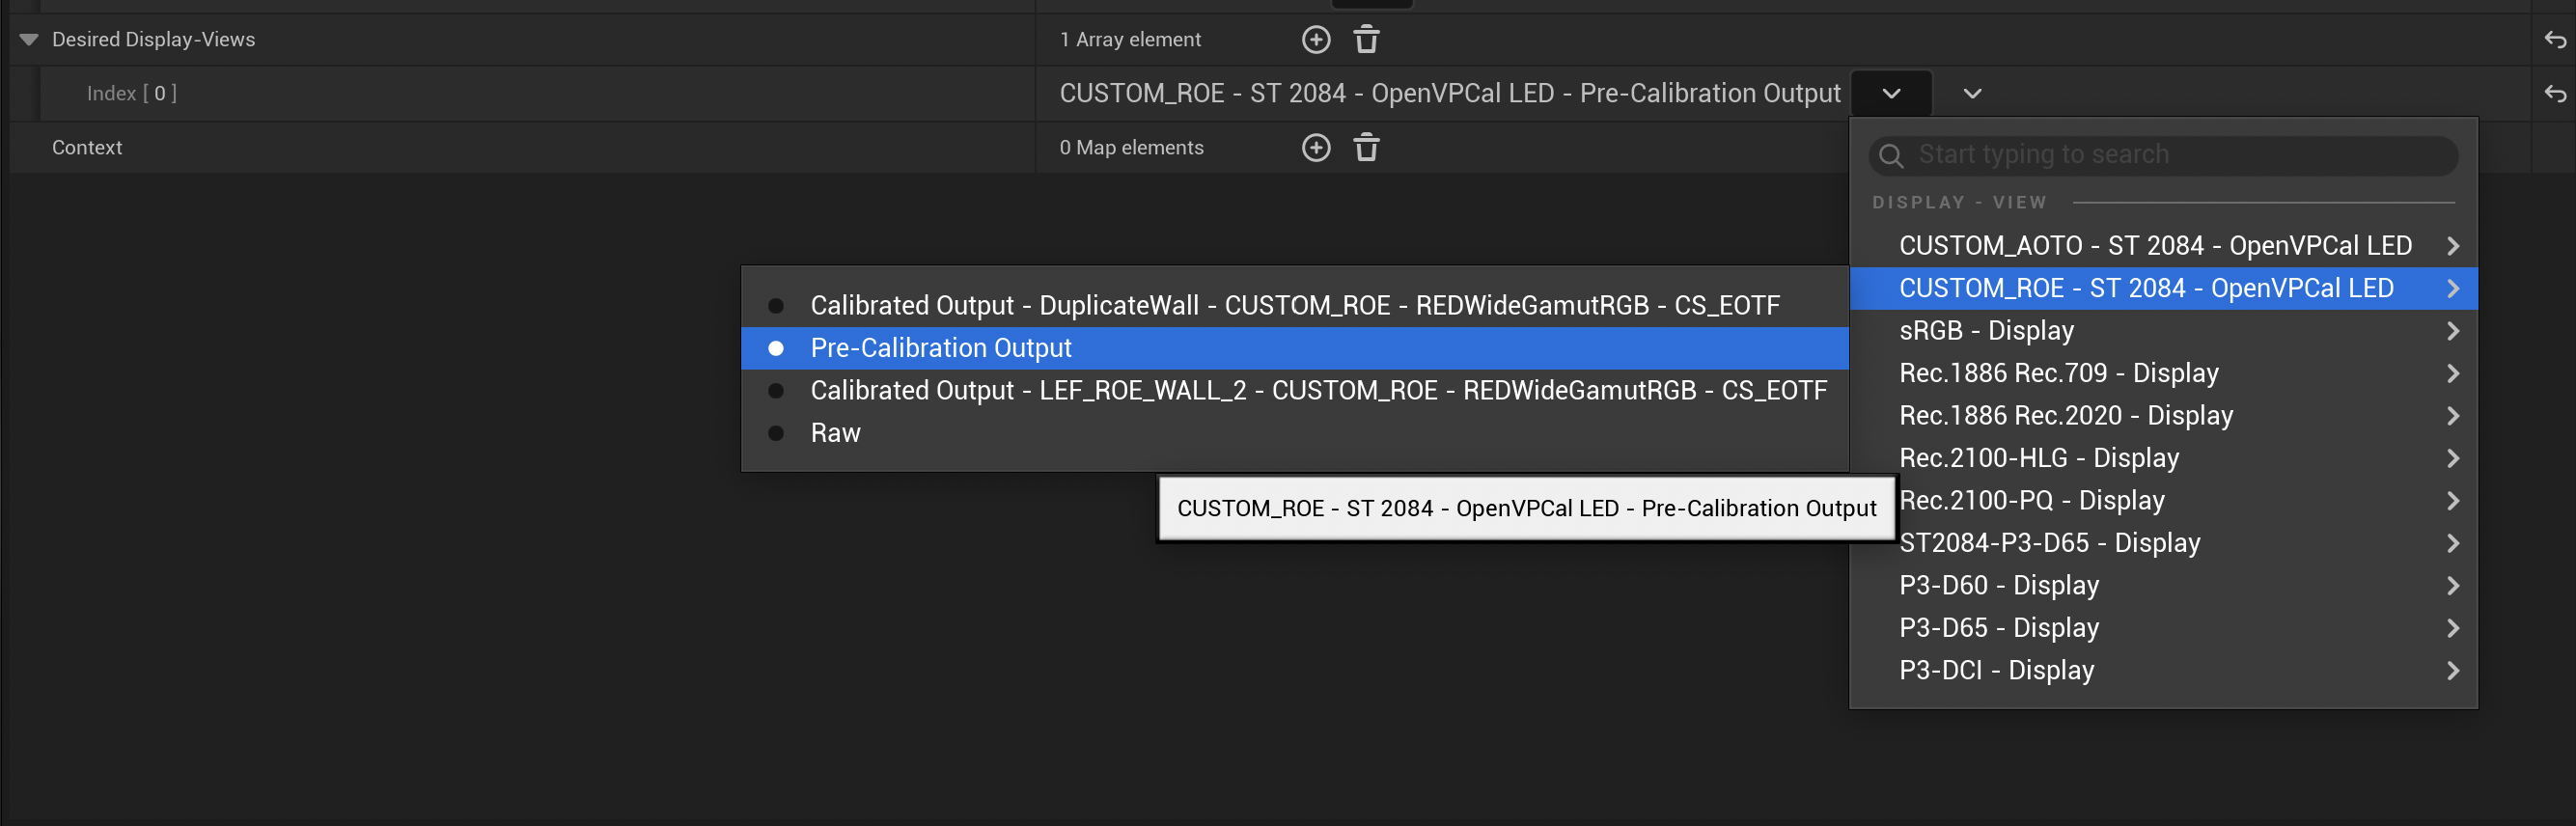 Desired Display-Views
1 Array element
Index [ 0 ]
CUSTOM_ROE - ST 2084 - OpenVPCal LED - Pre-Calibration Output
Context
0 Map elements
Start typing to search
DISPLAY - VIEW
CUSTOM_AOTO - ST 2084 - OpenVPCal LED
CUSTOM_ROE - ST 2084 - OpenVPCal LED
sRGB - Display
Rec.1886 Rec.709 - Display
Rec.1886 Rec.2020 - Display
Rec.2100-HLG - Display
Rec.2100-PQ - Display
ST2084-P3-D65 - Display
P3-D60 - Display
P3-D65 - Display
P3-DCI - Display
Calibrated Output - DuplicateWall - CUSTOM_ROE - REDWideGamutRGB - CS_EOTF
Pre-Calibration Output
Calibrated Output - LEF_ROE_WALL_2 - CUSTOM_ROE - REDWideGamutRGB - CS_EOTF
Raw
CUSTOM_ROE - ST 2084 - OpenVPCal LED - Pre-Calibration Output